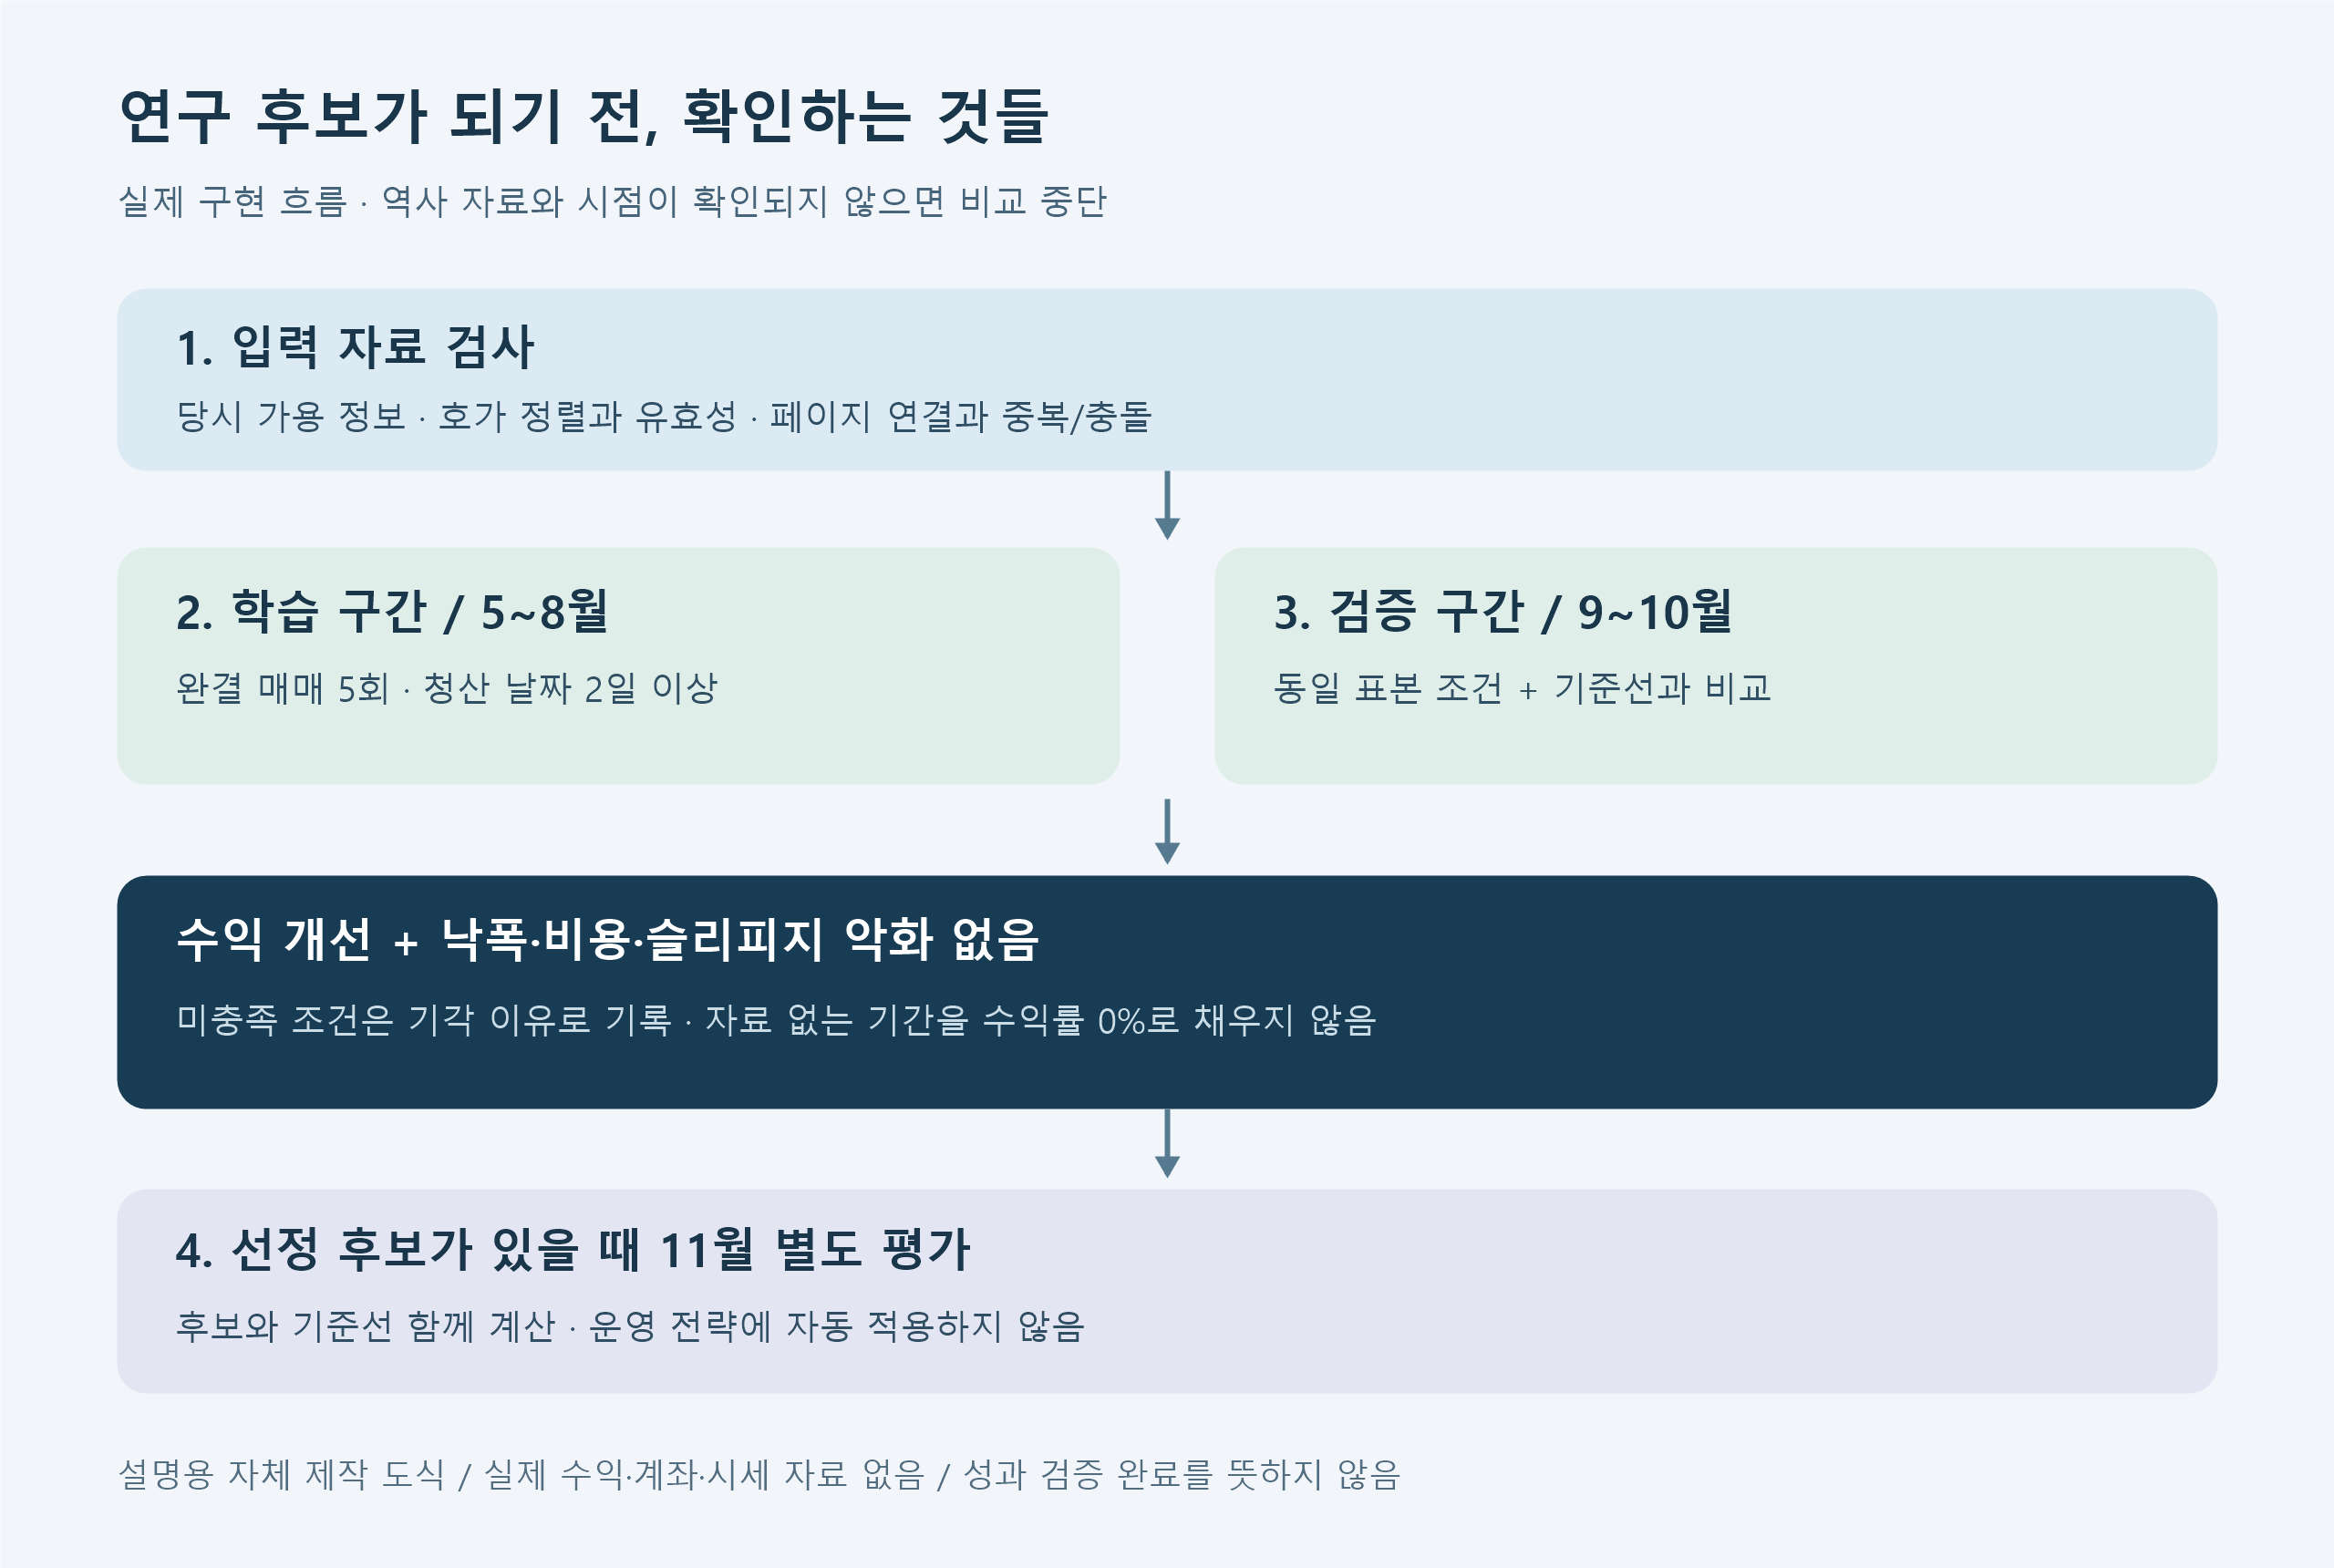 연구 후보가 되기 전, 확인하는 것들
실제 구현 흐름 · 역사 자료와 시점이 확인되지 않으면 비교 중단
1. 입력 자료 검사
당시 가용 정보 · 호가 정렬과 유효성 · 페이지 연결과 중복/충돌
2. 학습 구간 / 5~8월
완결 매매 5회 · 청산 날짜 2일 이상
3. 검증 구간 / 9~10월
동일 표본 조건 + 기준선과 비교
수익 개선 + 낙폭·비용·슬리피지 악화 없음
미충족 조건은 기각 이유로 기록 · 자료 없는 기간을 수익률 0%로 채우지 않음
4. 선정 후보가 있을 때 11월 별도 평가
후보와 기준선 함께 계산 · 운영 전략에 자동 적용하지 않음
설명용 자체 제작 도식 / 실제 수익·계좌·시세 자료 없음 / 성과 검증 완료를 뜻하지 않음